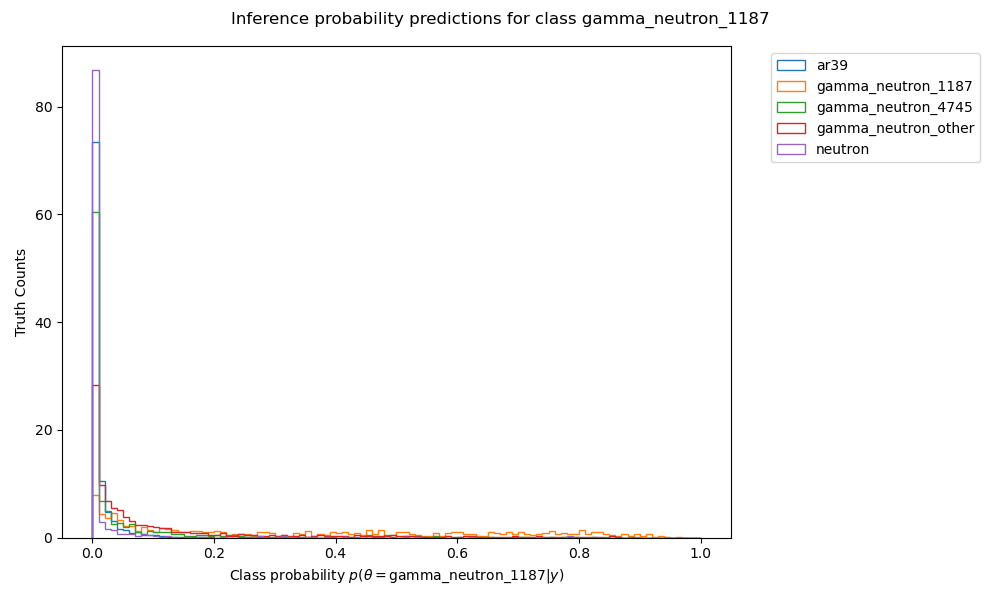 Inference probability predictions for class gamma_neutron_1187
ar39
gamma_neutron_1187
gamma_neutron_4745
gamma_neutron_other
neutron
Truth Counts
80
60
40
20
0
0.0 0.2 0.4 0.6 0.8 1.0
Class probability p(θ = gamma_neutron_1187|y)